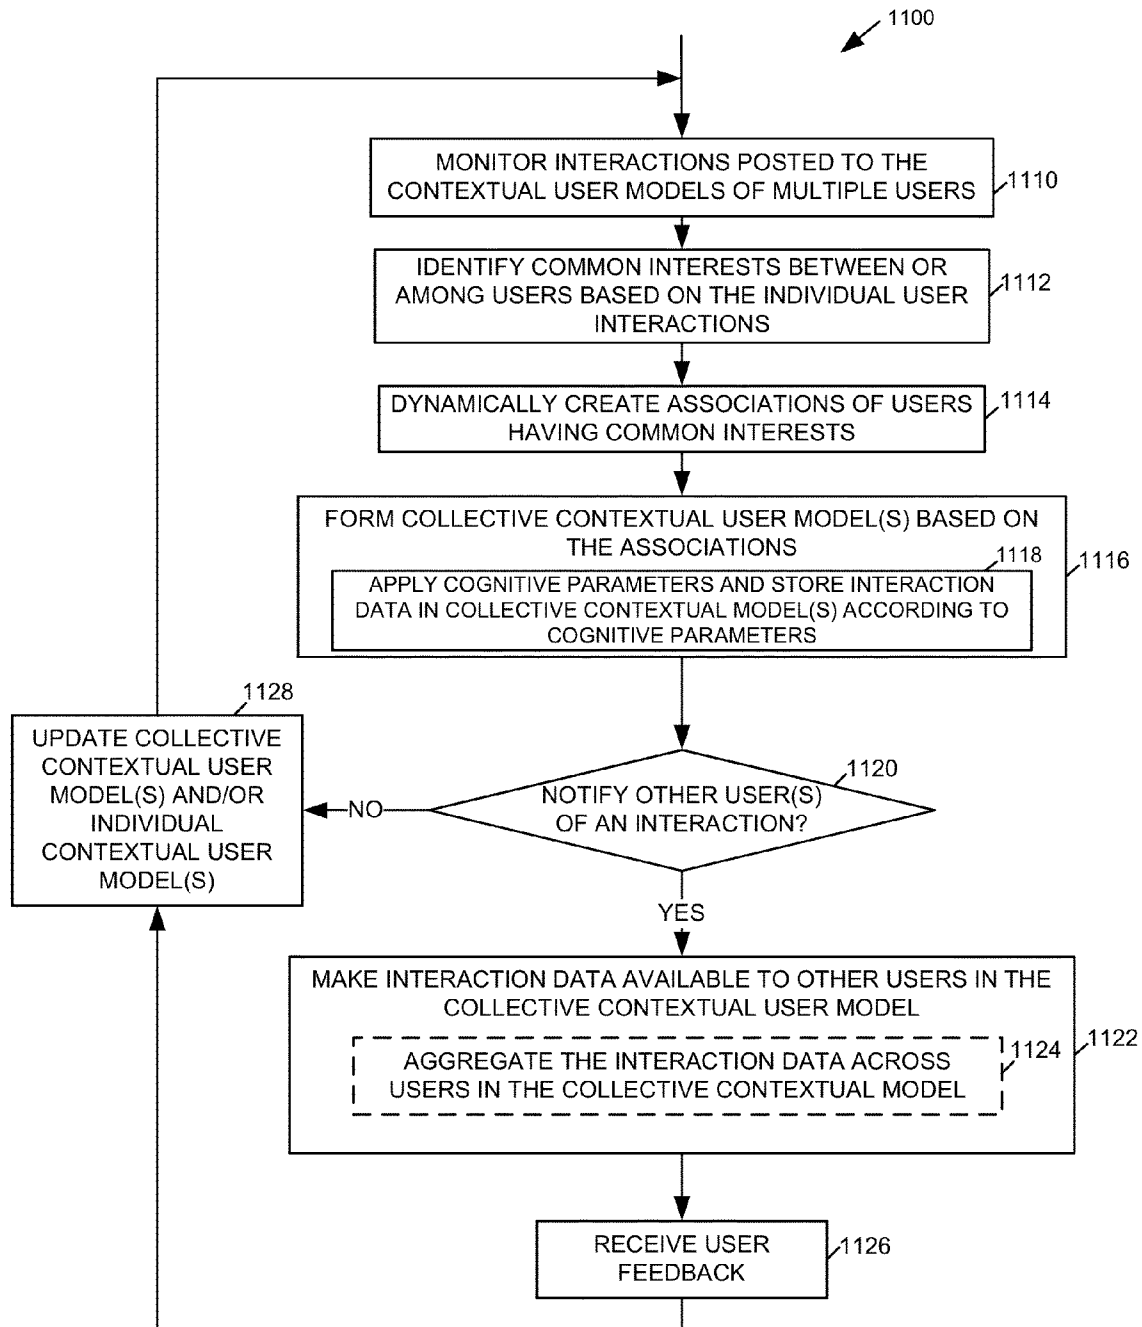 1100
MONITOR INTERACTIONS POSTED TO THE
CONTEXTUAL USER MODELS OF MULTIPLE USERS
1110
IDENTIFY COMMON INTERESTS BETWEEN OR
AMONG USERS BASED ON THE INDIVIDUAL USER
INTERACTIONS
1112
DYNAMICALLY CREATE ASSOCIATIONS OF USERS
HAVING COMMON INTERESTS
1114
FORM COLLECTIVE CONTEXTUAL USER MODEL(S) BASED ON
THE ASSOCIATIONS
1116
1118
APPLY COGNITIVE PARAMETERS AND STORE INTERACTION
DATA IN COLLECTIVE CONTEXTUAL MODEL(S) ACCORDING TO
COGNITIVE PARAMETERS
1120
NOTIFY OTHER USER(S)
OF AN INTERACTION?
NO
1128
UPDATE COLLECTIVE
CONTEXTUAL USER
MODEL(S) AND/OR
INDIVIDUAL
CONTEXTUAL USER
MODEL(S)
YES
MAKE INTERACTION DATA AVAILABLE TO OTHER USERS IN THE
COLLECTIVE CONTEXTUAL USER MODEL
1122
AGGREGATE THE INTERACTION DATA ACROSS
USERS IN THE COLLECTIVE CONTEXTUAL MODEL
1124
RECEIVE USER
FEEDBACK
1126